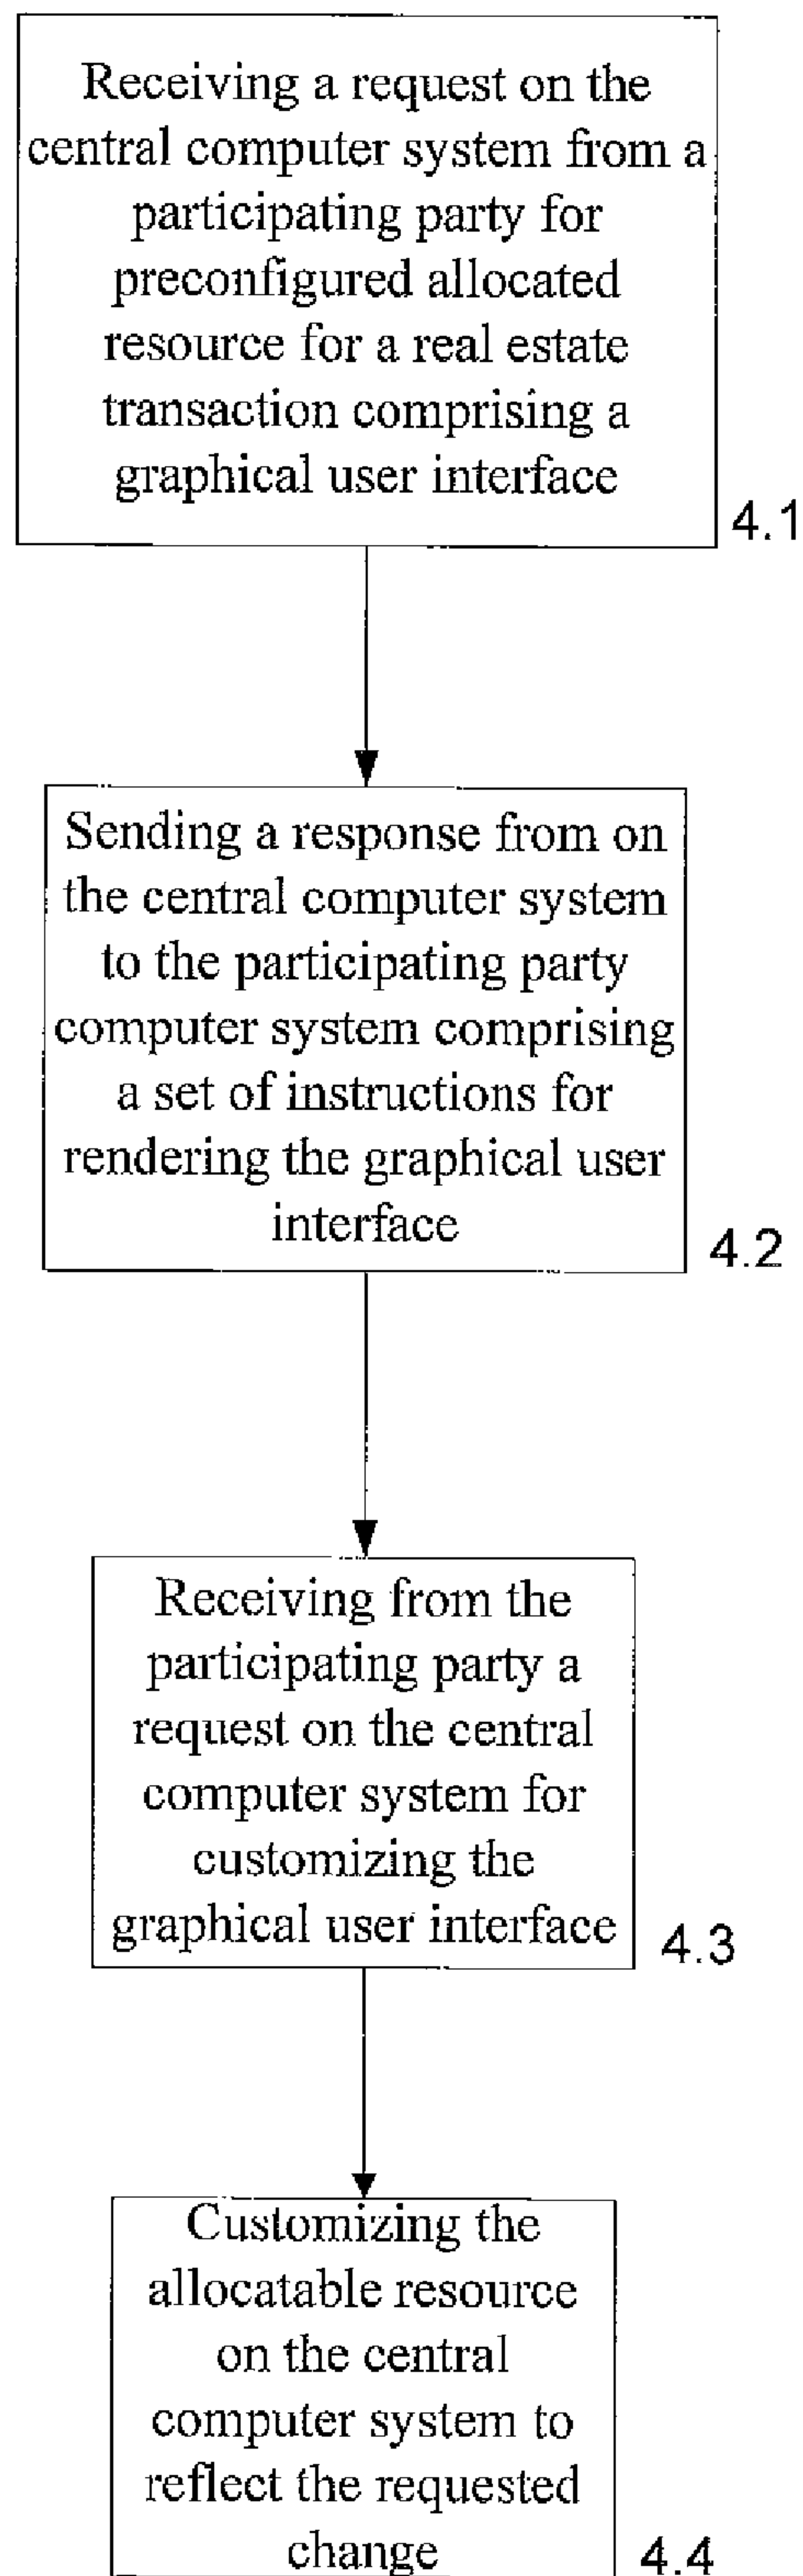 Receiving a request on the
central computer system from a
participating party for
preconfigured allocated
resource for a real estate
transaction comprising a
graphical user interface
4.1
Sending a response from on
the central computer system
to the participating party
computer system comprising
a set of instructions for
rendering the graphical user
interface
4.2
Receiving from the
participating party a
request on the central
computer system for
customizing the
graphical user interface
4.3
Customizing the
allocatable resource
on the central
computer system to
reflect the requested
change
4.4